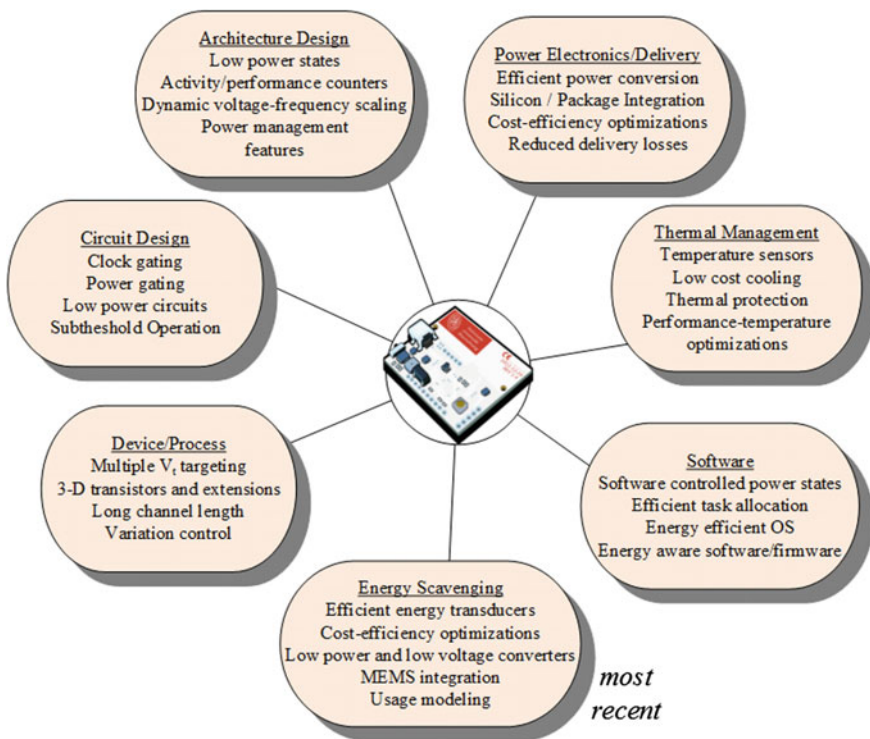 Architecture Design
Low power states
Activity/performance counters
Dynamic voltage-frequency scaling
Power management
features
Power Electronics/Delivery
Efficient power conversion
Silicon / Package Integration
Cost-efficiency optimizations
Reduced delivery losses
Circuit Design
Clock gating
Power gating
Low power circuits
Subtheshold Operation
Thermal Management
Temperature sensors
Low cost cooling
Thermal protection
Performance-temperature
optimizations
Device/Process
Multiple Vt targeting
3-D transistors and extensions
Long channel length
Variation control
Software
Software controlled power states
Efficient task allocation
Energy efficient OS
Energy aware software/firmware
Energy Scavenging
Efficient energy transducers
Cost-efficiency optimizations
Low power and low voltage converters
MEMS integration
Usage modeling
most
recent